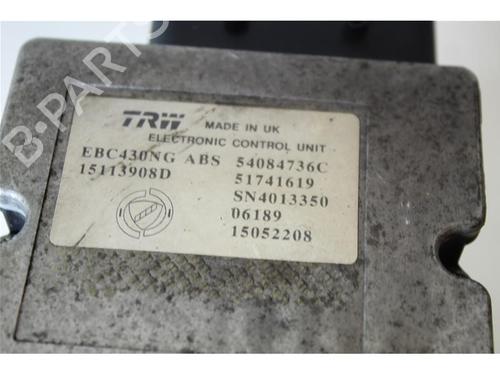 B-PARTS
TRW MADE IN UK
ELECTRONIC CONTROL UNIT
EBC430NG ABS 54084736C
15113908D 51741619
SN4013350
06189
15052208